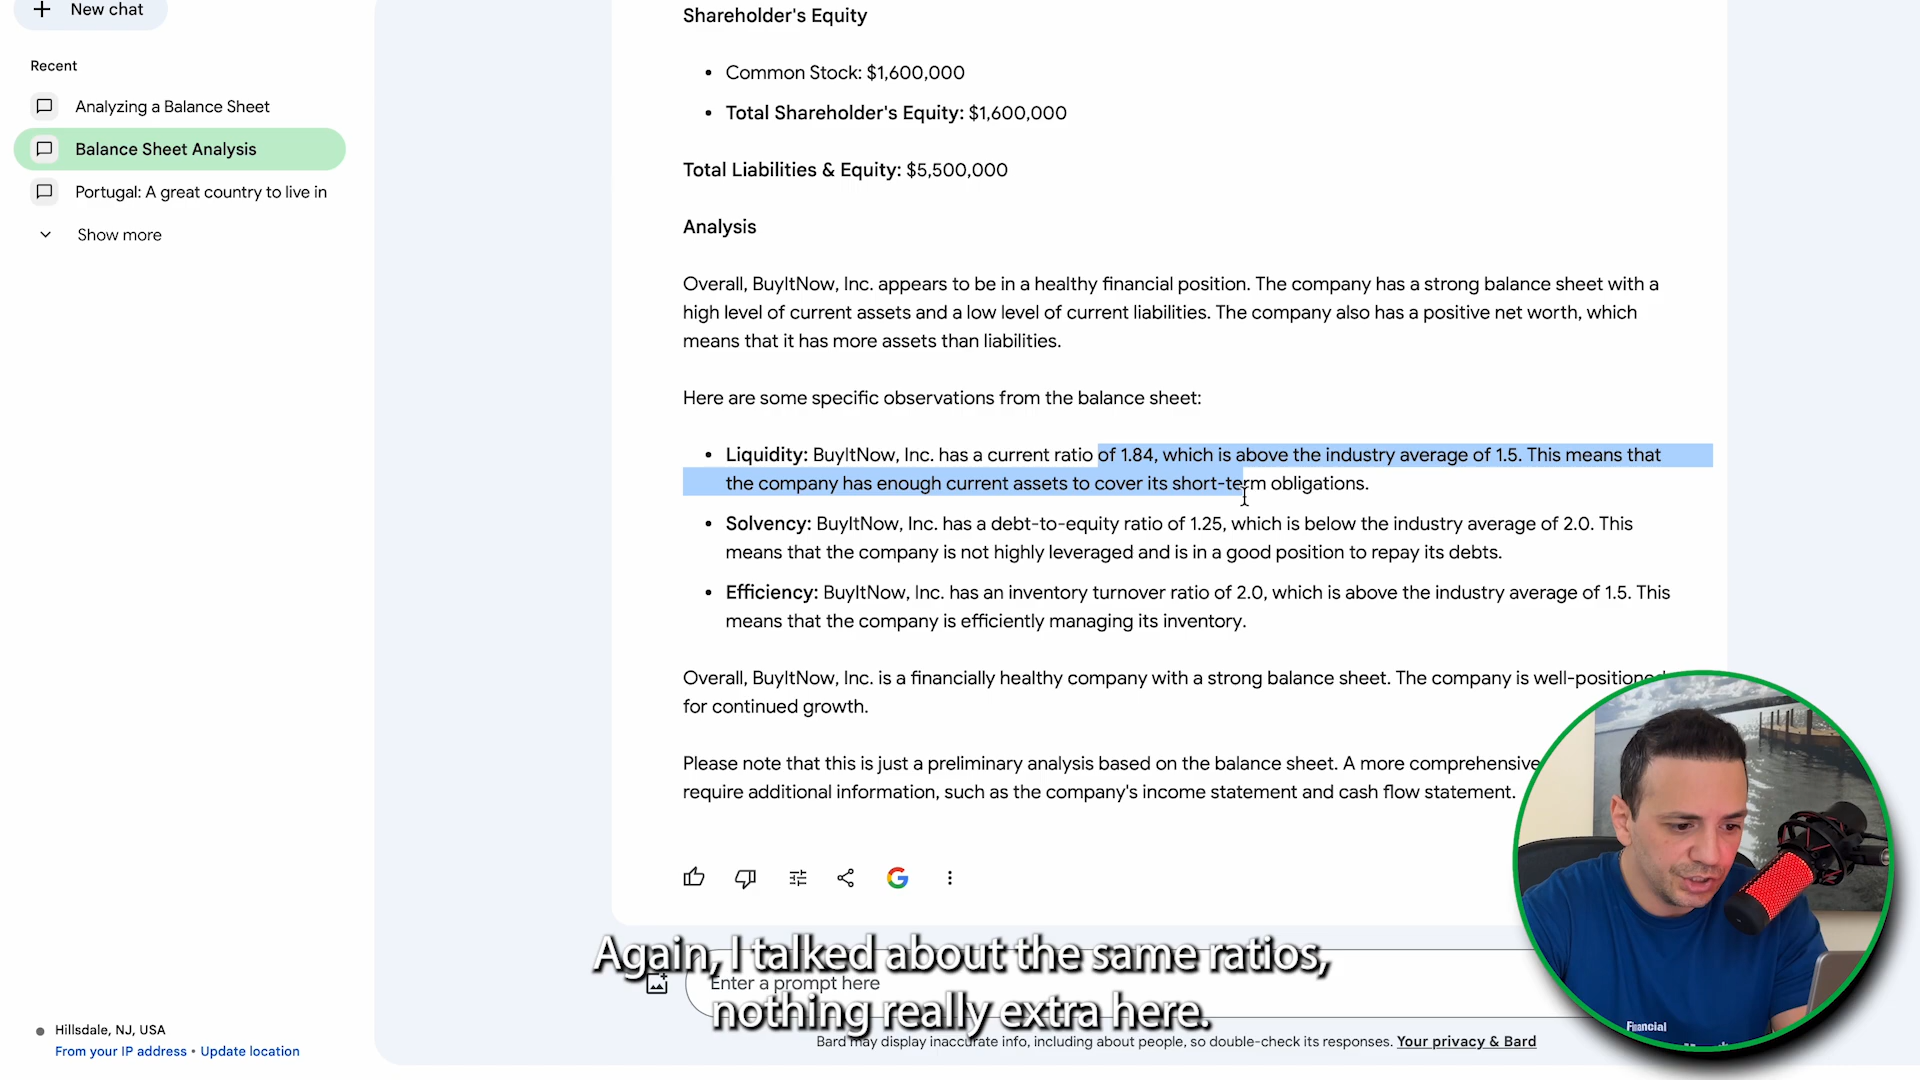 New chat
Recent
Analyzing a Balance Sheet
Balance Sheet Analysis
Portugal: A great country to live in
Show more
Hillsdale, NJ, USA
From your IP address • Update location
Shareholder's Equity
• Common Stock: $1,600,000
• Total Shareholder's Equity: $1,600,000
Total Liabilities & Equity: $5,500,000
Analysis
Overall, BuyItNow, Inc. appears to be in a healthy financial position. The company has a strong balance sheet with a
high level of current assets and a low level of current liabilities. The company also has a positive net worth, which
means that it has more assets than liabilities.
Here are some specific observations from the balance sheet:
• Liquidity: BuyItNow, Inc. has a current ratio of 1.84, which is above the industry average of 1.5. This means that
the company has enough current assets to cover its short-term obligations.
• Solvency: BuyItNow, Inc. has a debt-to-equity ratio of 1.25, which is below the industry average of 2.0. This
means that the company is not highly leveraged and is in a good position to repay its debts.
• Efficiency: BuyItNow, Inc. has an inventory turnover ratio of 2.0, which is above the industry average of 1.5. This
means that the company is efficiently managing its inventory.
Overall, BuyItNow, Inc. is a financially healthy company with a strong balance sheet. The company is well-positioned
for continued growth.
Please note that this is just a preliminary analysis based on the balance sheet. A more comprehensive
require additional information, such as the company's income statement and cash flow statement.
Again, I talked about the same ratios,
Enter a prompt here
nothing really extra here.
Bard may display inaccurate info, including about people, so double-check its responses. Your privacy & Bard
Financial